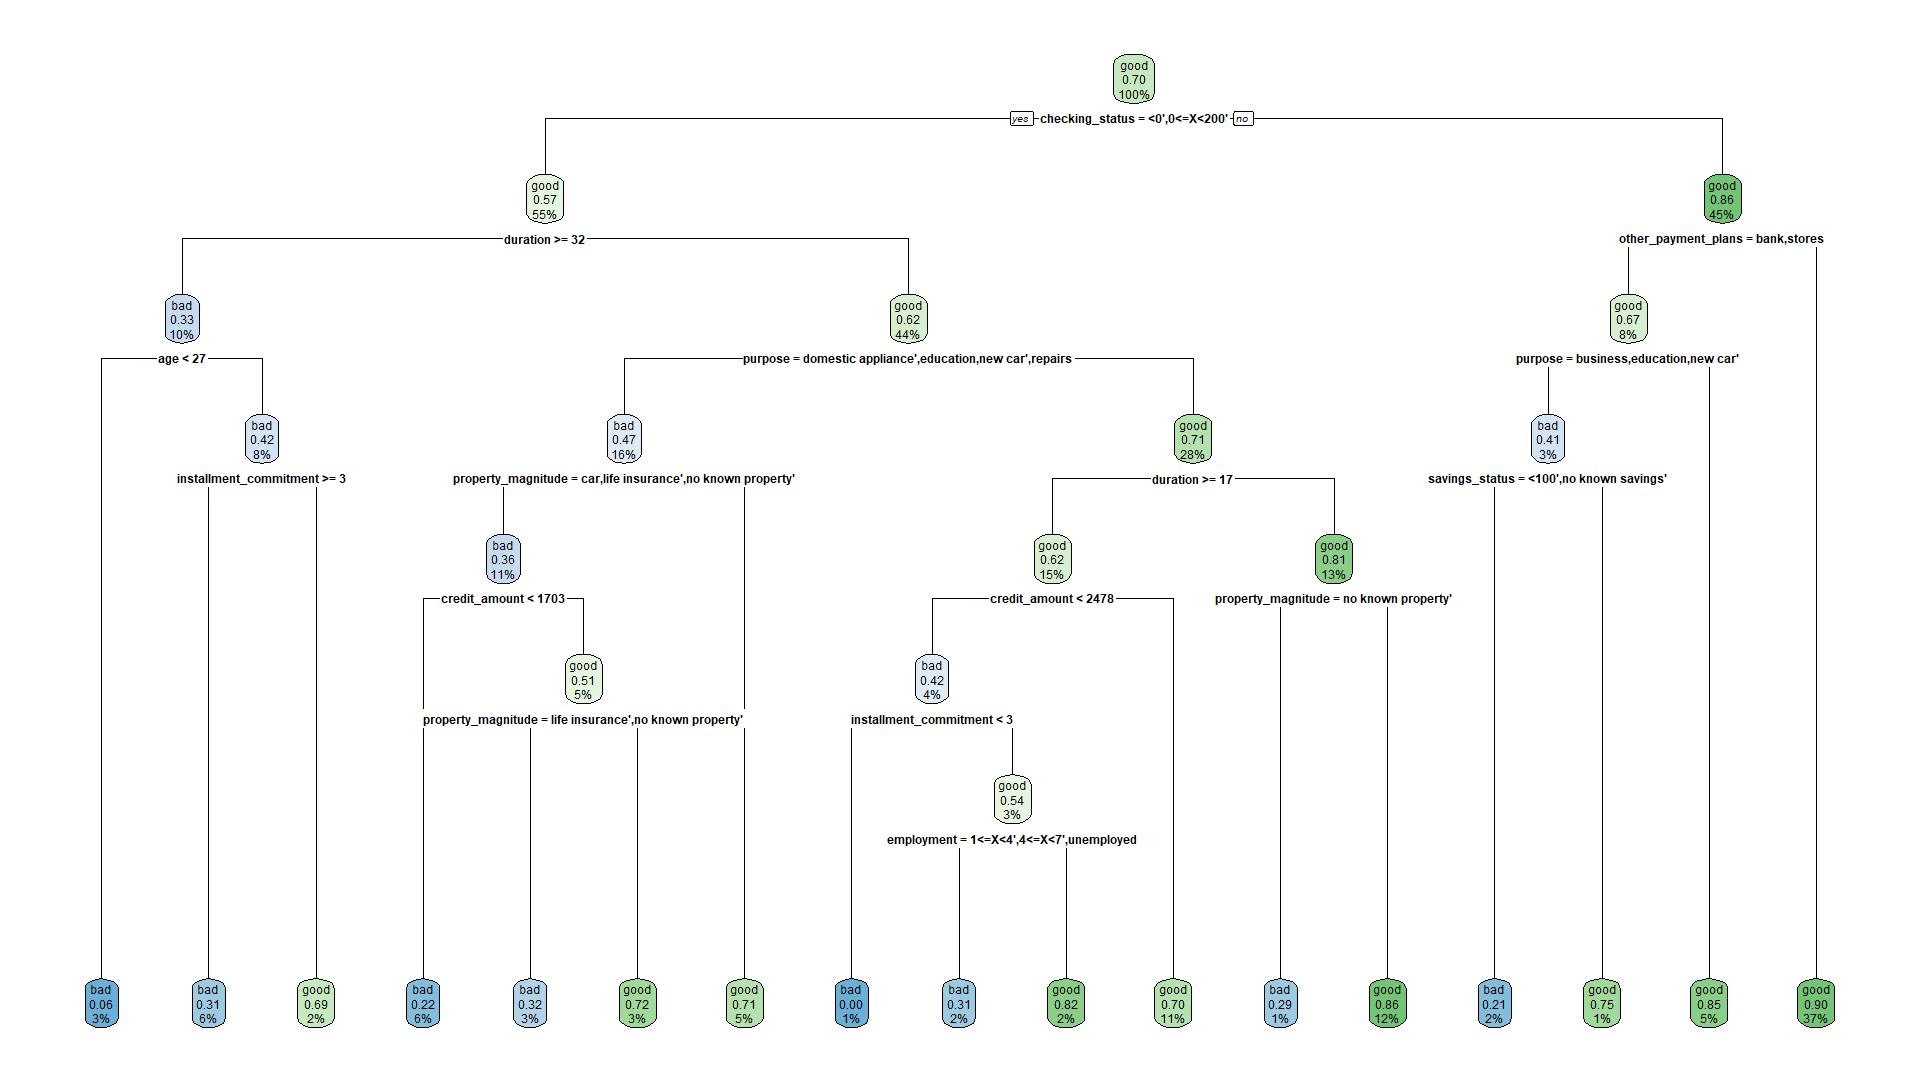 good
0.70
100%
yes checking_status = <0',0<=X<200' no
good
0.57
55%
good
0.86
45%
duration >= 32
other_payment_plans = bank,stores
bad
0.33
10%
good
0.62
44%
good
0.67
8%
age < 27
purpose = domestic appliance',education,new car',repairs
purpose = business,education,new car'
bad
0.42
8%
bad
0.47
16%
good
0.71
28%
bad
0.41
3%
installment_commitment >= 3
property_magnitude = car,life insurance',no known property'
duration >= 17
savings_status = <100',no known savings'
bad
0.36
11%
good
0.62
15%
good
0.81
13%
credit_amount < 1703
credit_amount < 2478
property_magnitude = no known property'
good
0.51
5%
bad
0.42
4%
property_magnitude = life insurance',no known property'
installment_commitment < 3
good
0.54
3%
employment = 1<=X<4',4<=X<7',unemployed
bad
0.06
3%
bad
0.31
6%
good
0.69
2%
bad
0.22
6%
bad
0.32
3%
good
0.72
3%
good
0.71
5%
bad
0.00
1%
bad
0.31
2%
good
0.82
2%
good
0.70
11%
bad
0.29
1%
good
0.86
12%
bad
0.21
2%
good
0.75
1%
good
0.85
5%
good
0.90
37%